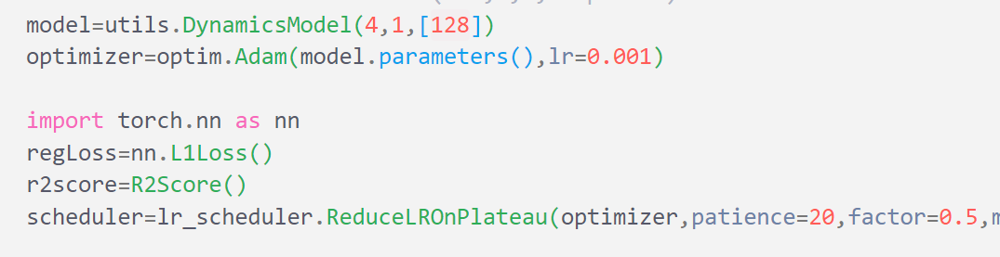 model=utils.DynamicsModel(4,1,[128])
optimizer=optim.Adam(model.parameters(),lr=0.001)
import torch.nn as nn
regLoss=nn.L1Loss()
r2score=R2Score()
scheduler=lr_scheduler.ReduceLROnPlateau(optimizer,patience=20,factor=0.5,